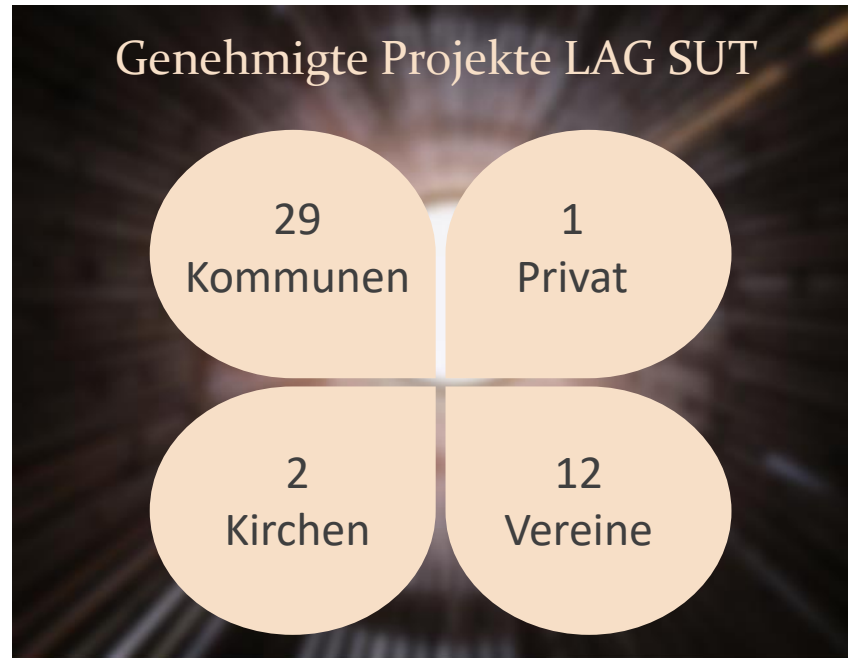 Genehmigte Projekte LAG SUT
29
Kommunen
1
Privat
2
Kirchen
12
Vereine